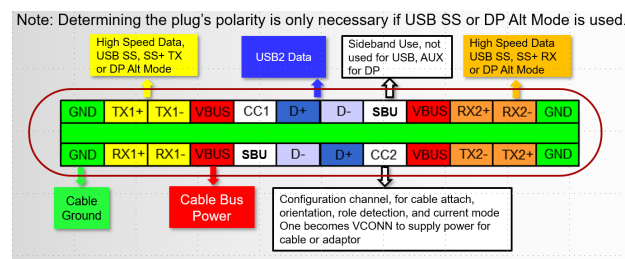 Note: Determining the plug's polarity is only necessary if USB SS or DP Alt Mode is used.
High Speed Data,
USB SS, SS+ TX
or DP Alt Mode
USB2 Data
Sideband Use, not
used for USB, AUX
for DP
High Speed Data
USB SS, SS+ RX
or DP Alt Mode
GND TX1+ TX1- VBUS CC1 D+ D- SBU VBUS RX2+ RX2- GND
GND RX1+ RX1- VBUS SBU D- D+ CC2 VBUS TX2- TX2+ GND
Cable
Ground
Cable Bus
Power
Configuration channel, for cable attach,
orientation, role detection, and current mode
One becomes VCONN to supply power for
cable or adaptor